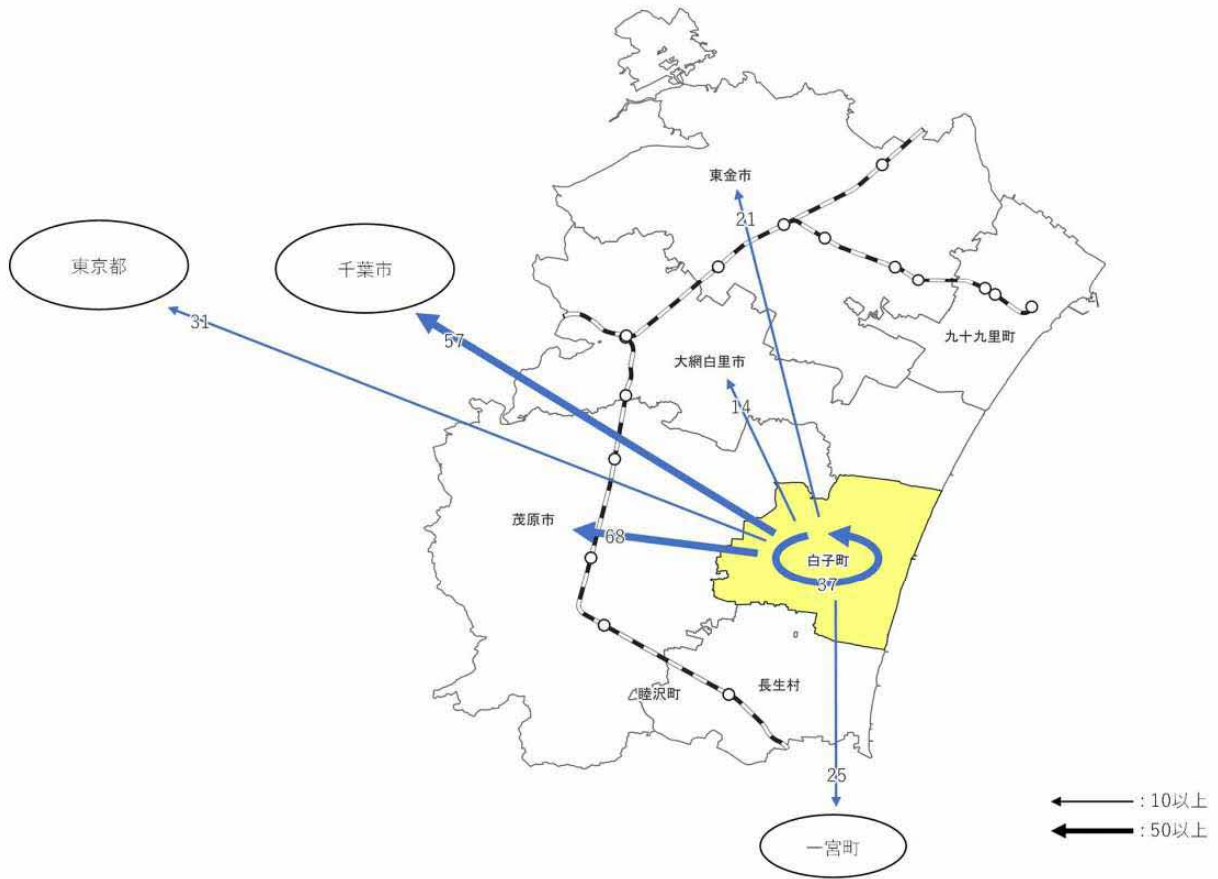 東金市
21
東京都
千葉市
31
57
九十九里町
大網白里市
14
茂原市
68
白子町
37
睦沢町
長生村
25
: 10以上
: 50以上
一宮町